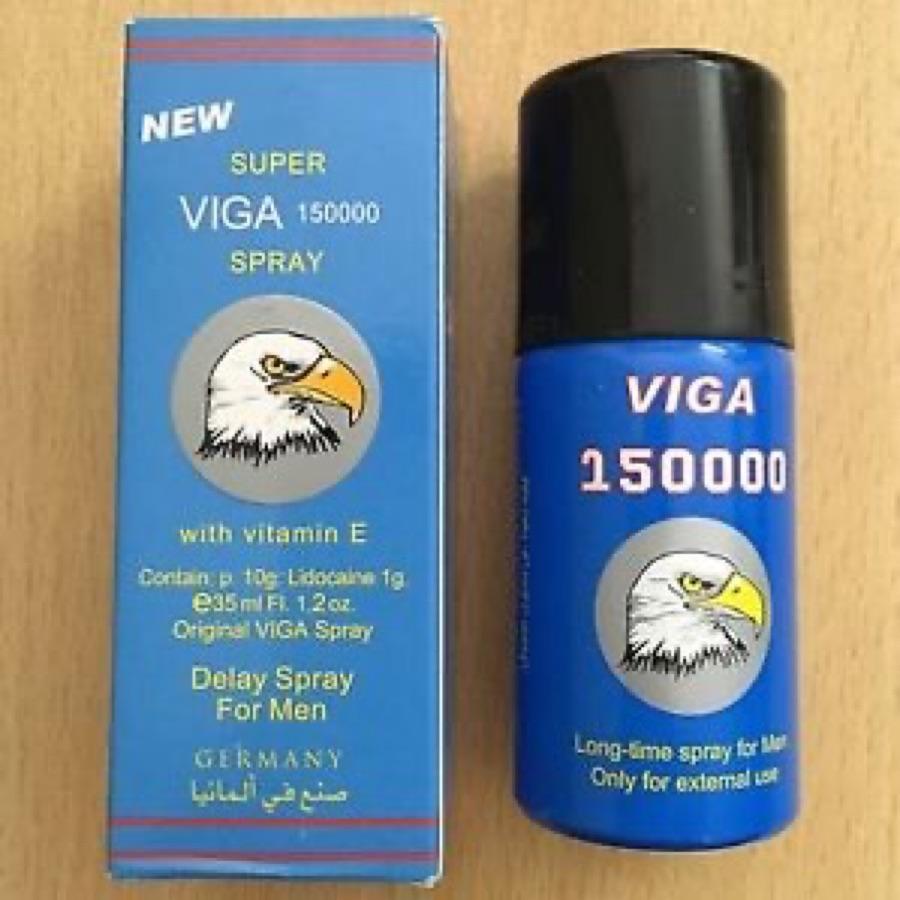 NEW
SUPER
VIGA 150000
SPRAY
with vitamin E
Contain: p. 10g: Lidocaine 1g.
℮35 ml Fl. 1.2 oz.
Original VIGA Spray
Delay Spray
For Men
GERMANY
صنع في ألمانيا
VIGA
150000
Long-time spray for Men
Only for external use